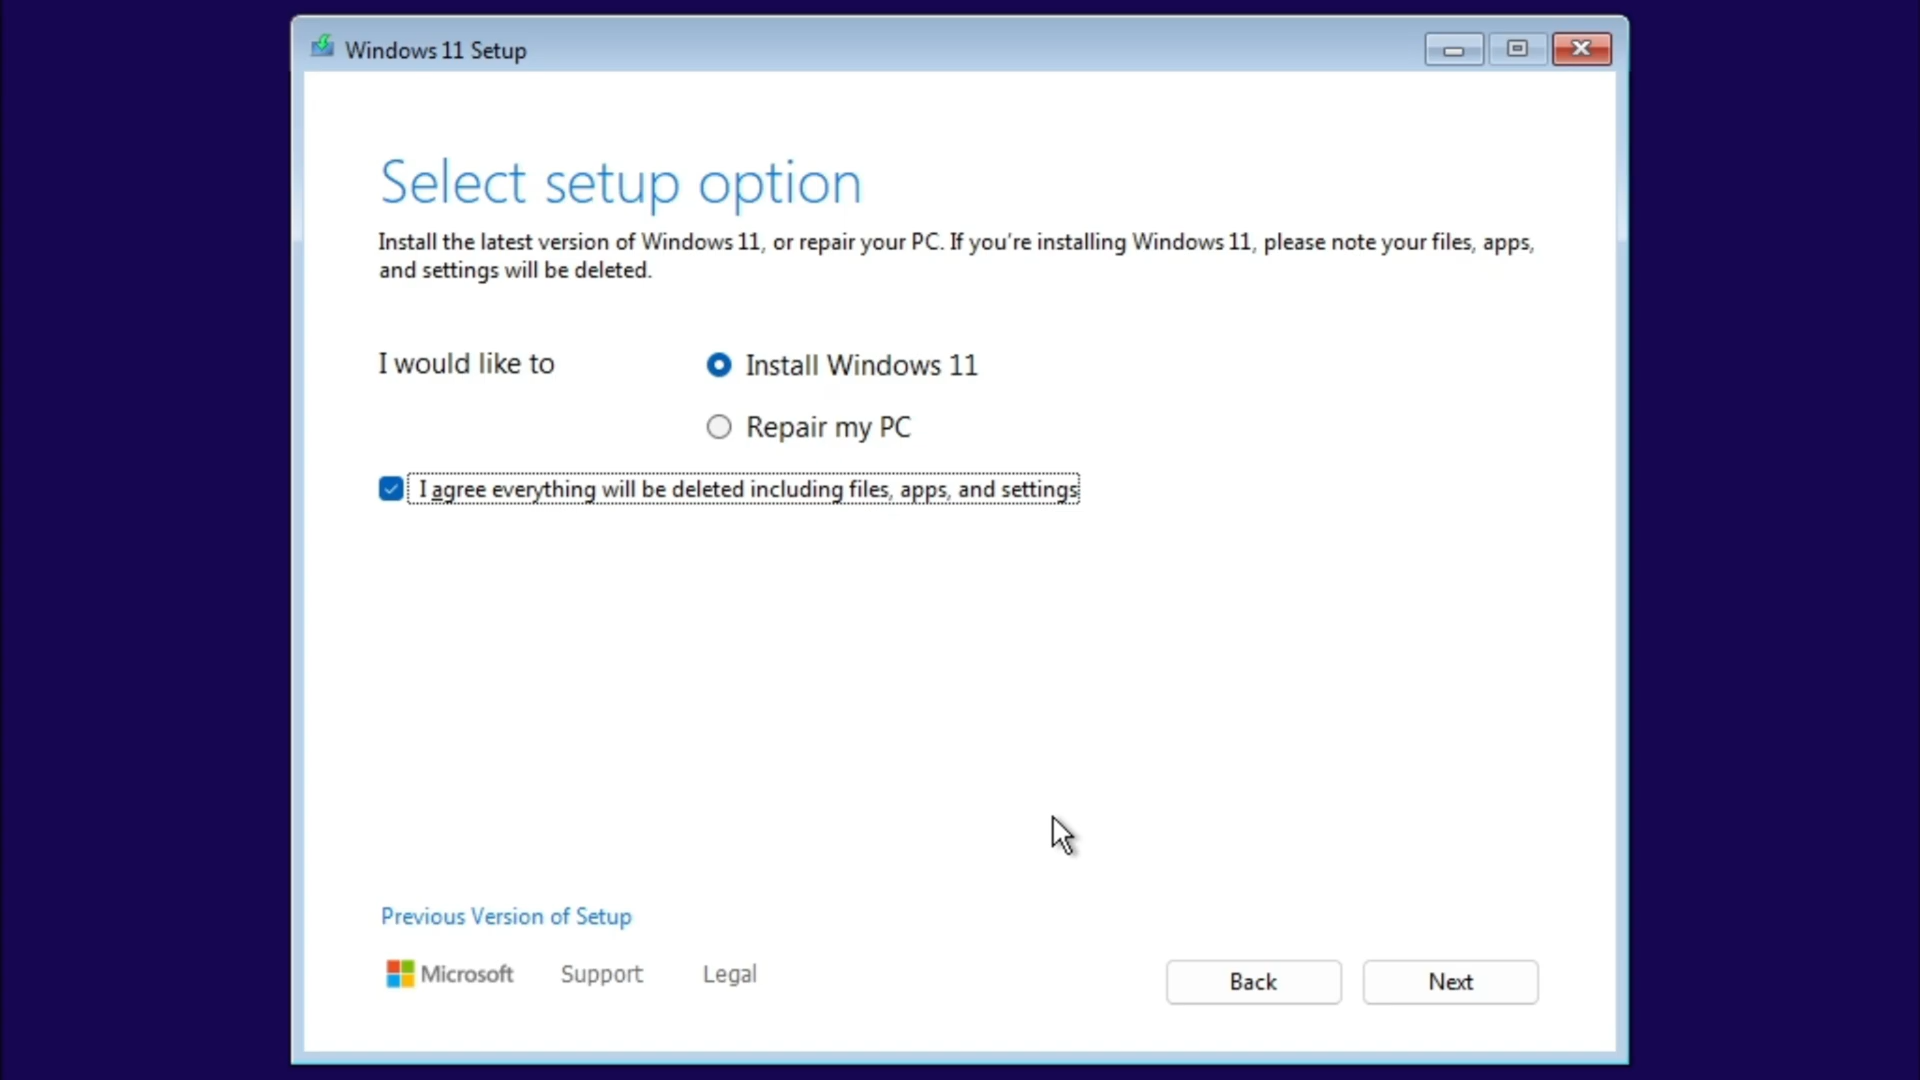 Windows 11 Setup
Select setup option
Install the latest version of Windows 11, or repair your PC. If you're installing Windows 11, please note your files, apps,
and settings will be deleted.
I would like to
Install Windows 11
Repair my PC
I agree everything will be deleted including files, apps, and settings
Previous Version of Setup
Microsoft Support Legal
Back Next